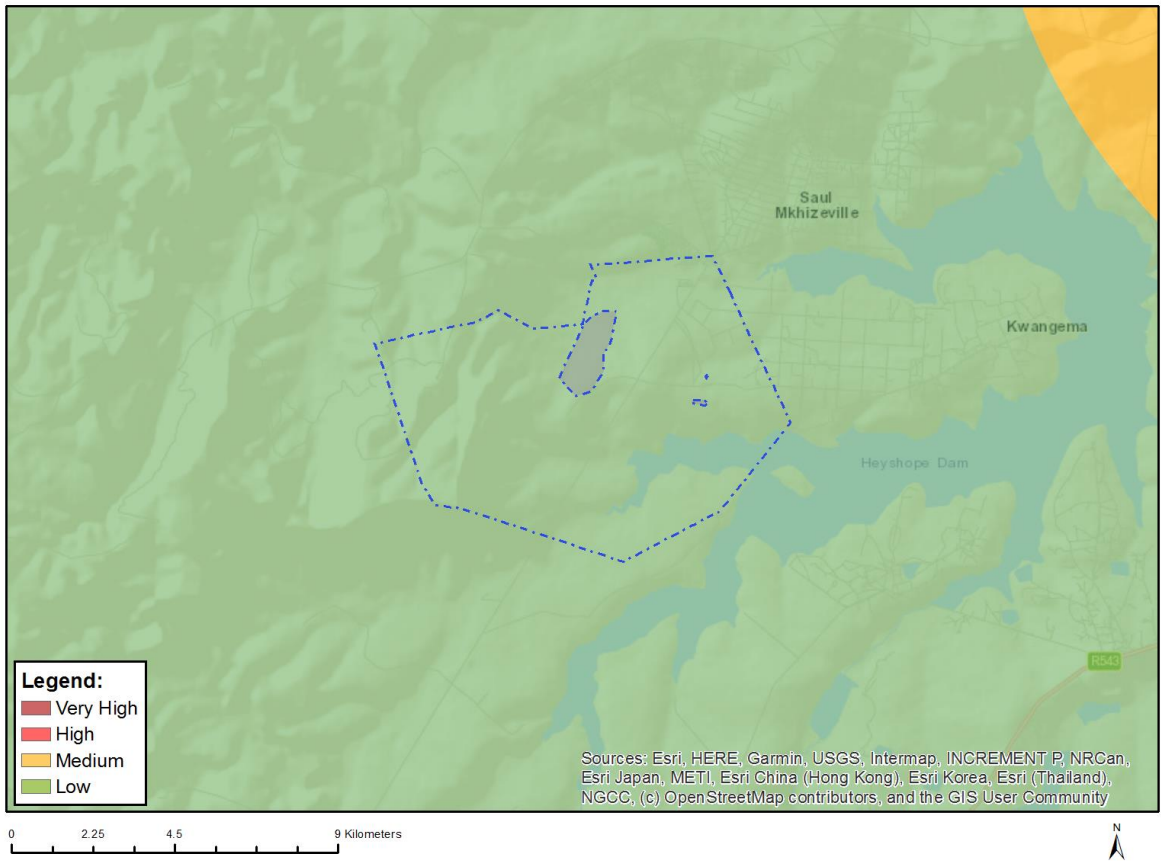 Saul
Mkhizeville
Kwangema
Heyshope Dam
R543
Legend:
Very High
High
Medium
Low
Sources: Esri, HERE, Garmin, USGS, Intermap, INCREMENT P, NRCan,
Esri Japan, METI, Esri China (Hong Kong), Esri Korea, Esri (Thailand),
NGCC, (c) OpenStreetMap contributors, and the GIS User Community
0 2.25 4.5 9 Kilometers
N